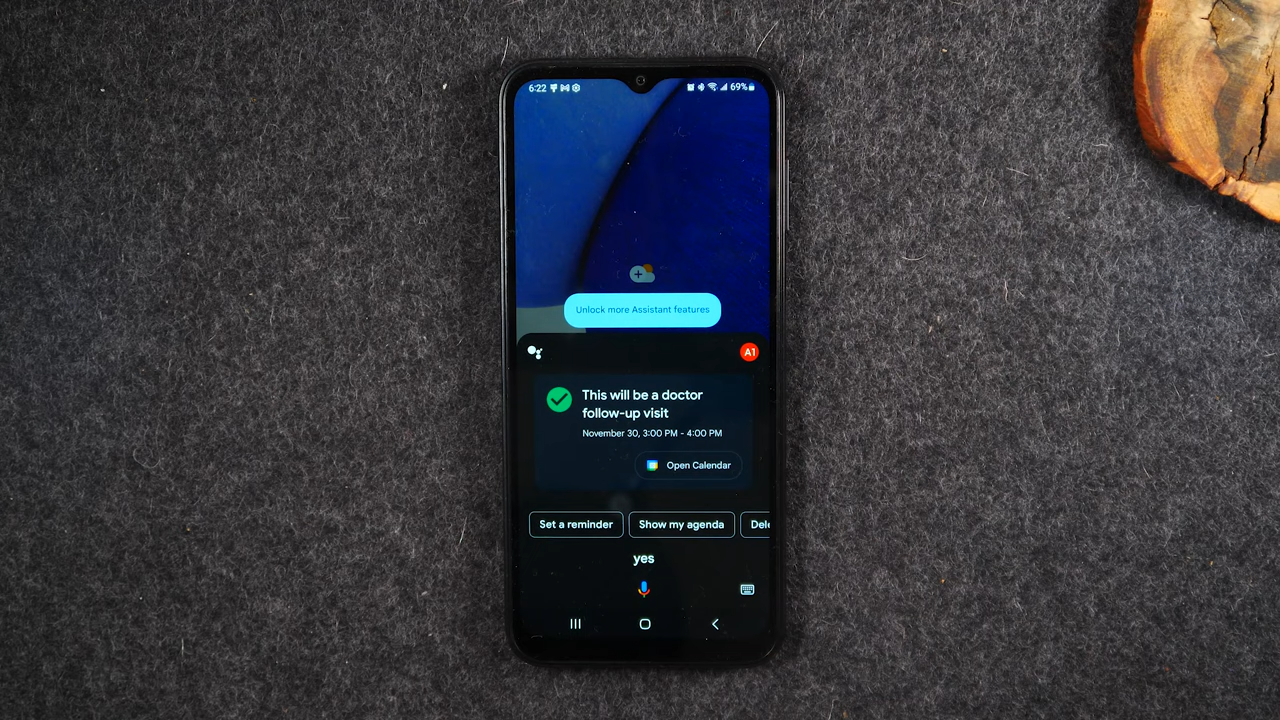 6:22
69%
Unlock more Assistant features
A1
This will be a doctor
follow-up visit
November 30, 3:00 PM - 4:00 PM
Open Calendar
Set a reminder
Show my agenda
yes